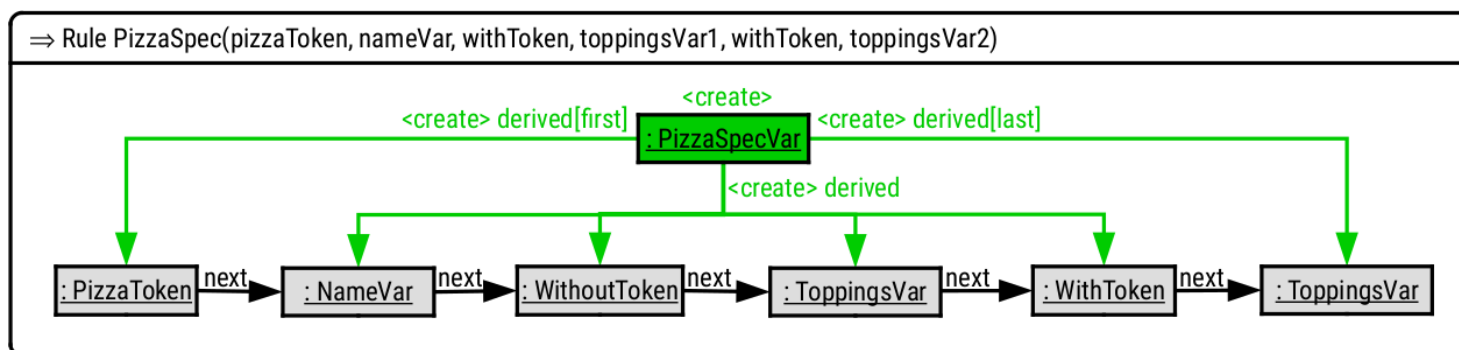 ⇒ Rule PizzaSpec(pizzaToken, nameVar, withToken, toppingsVar1, withToken, toppingsVar2)
<create>
<create> derived[first]
: PizzaSpecVar
<create> derived[last]
<create> derived
: PizzaToken
next
: NameVar
next
: WithoutToken
next
: ToppingsVar
next
: WithToken
next
: ToppingsVar